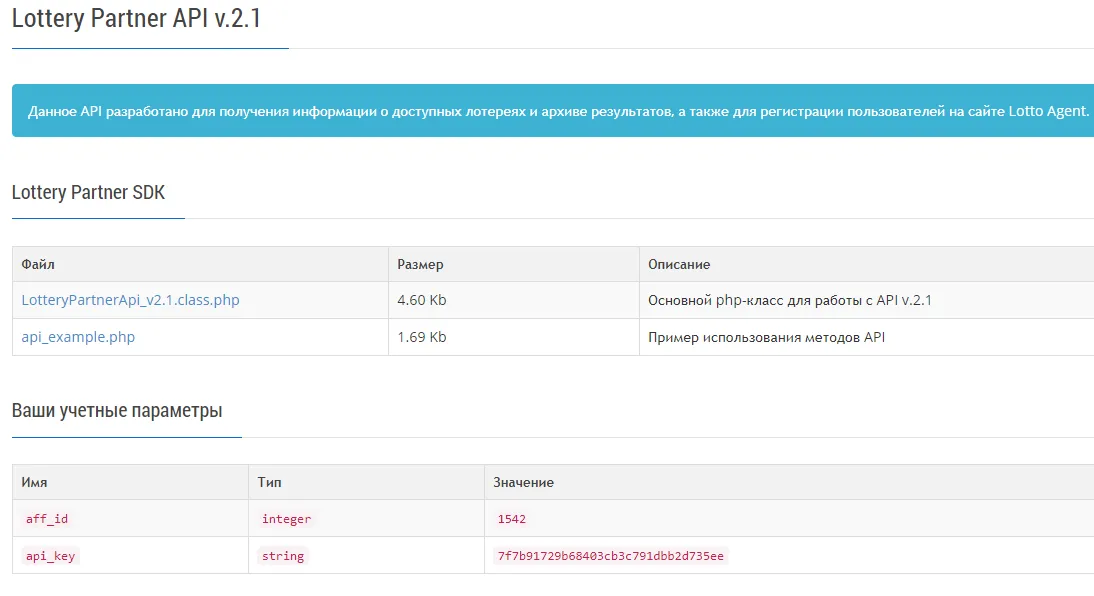 Lottery Partner API v.2.1
Данное API разработано для получения информации о доступных лотереях и архиве результатов, а также для регистрации пользователей на сайте Lotto Agent.
Lottery Partner SDK
Файл Размер Описание
LotteryPartnerApi_v2.1.class.php 4.60 Kb Основной php-класс для работы с API v.2.1
api_example.php 1.69 Kb Пример использования методов API
Ваши учетные параметры
Имя Тип Значение
aff_id integer 1542
api_key string 7f7b91729b68403cb3c791dbb2d735ee